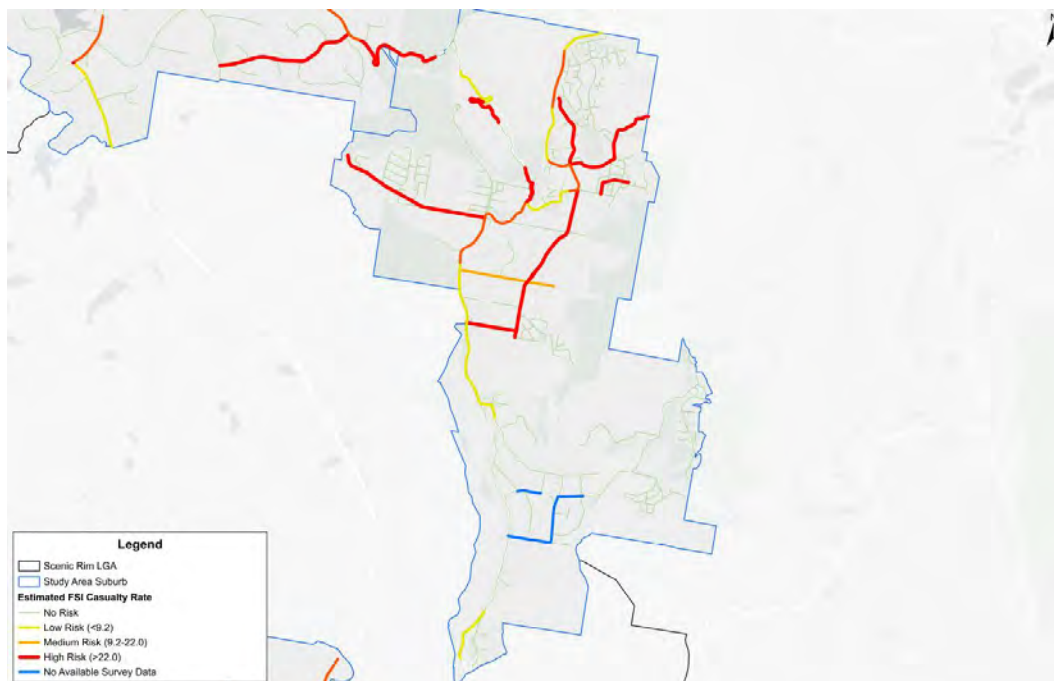 N
Legend
Scenic Rim LGA
Study Area Suburb
Estimated FSI Casualty Rate
No Risk
Low Risk (<9.2)
Medium Risk (9.2-22.0)
High Risk (>22.0)
No Available Survey Data